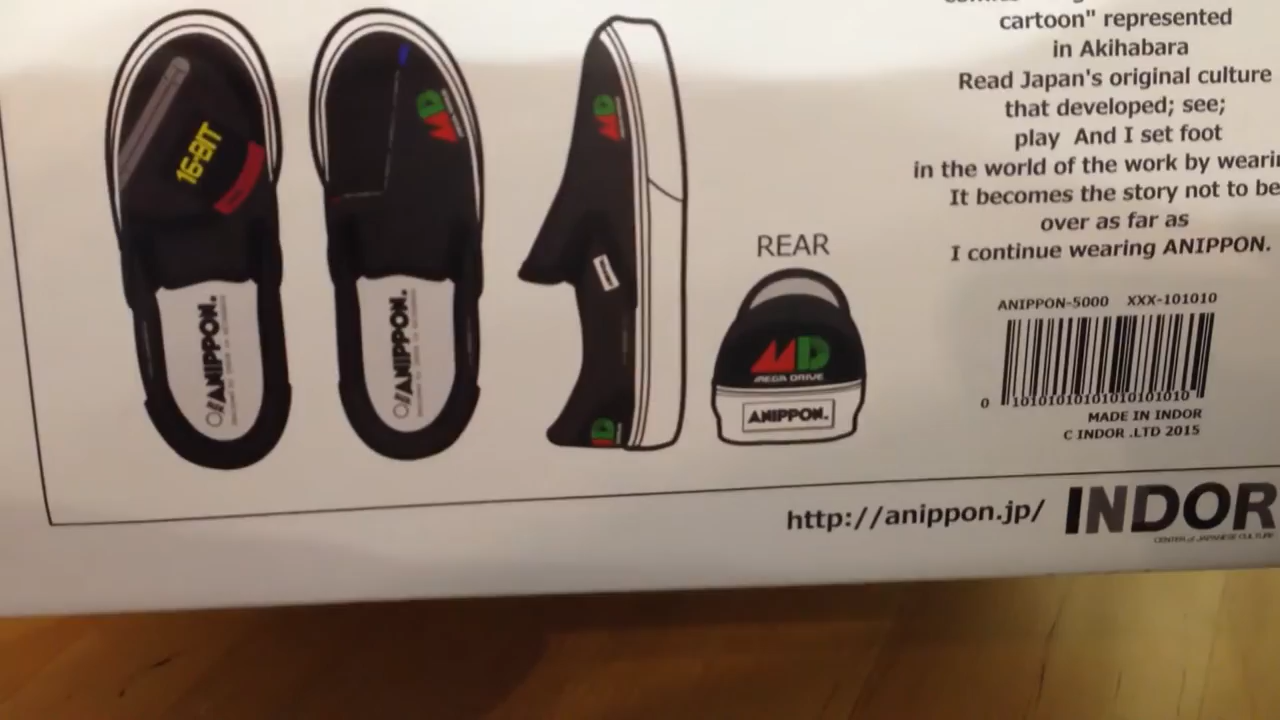 cartoon" represented
in Akihabara
Read Japan's original culture
that developed; see;
play And I set foot
in the world of the work by
It becomes the story not to be
over as far as
I continue wearing ANIPPON.
16-BIT
MD
MD
ANIPPON.
ANIPPON.
MD
REAR
MD
MEGA DRIVE
ANIPPON.
ANIPPON-5000 XXX-101010
0 1010101010101010101010
MADE IN INDOR
C INDOR .LTD 2015
http://anippon.jp/
INDOR
CENTER of JAPANESE CULTURE